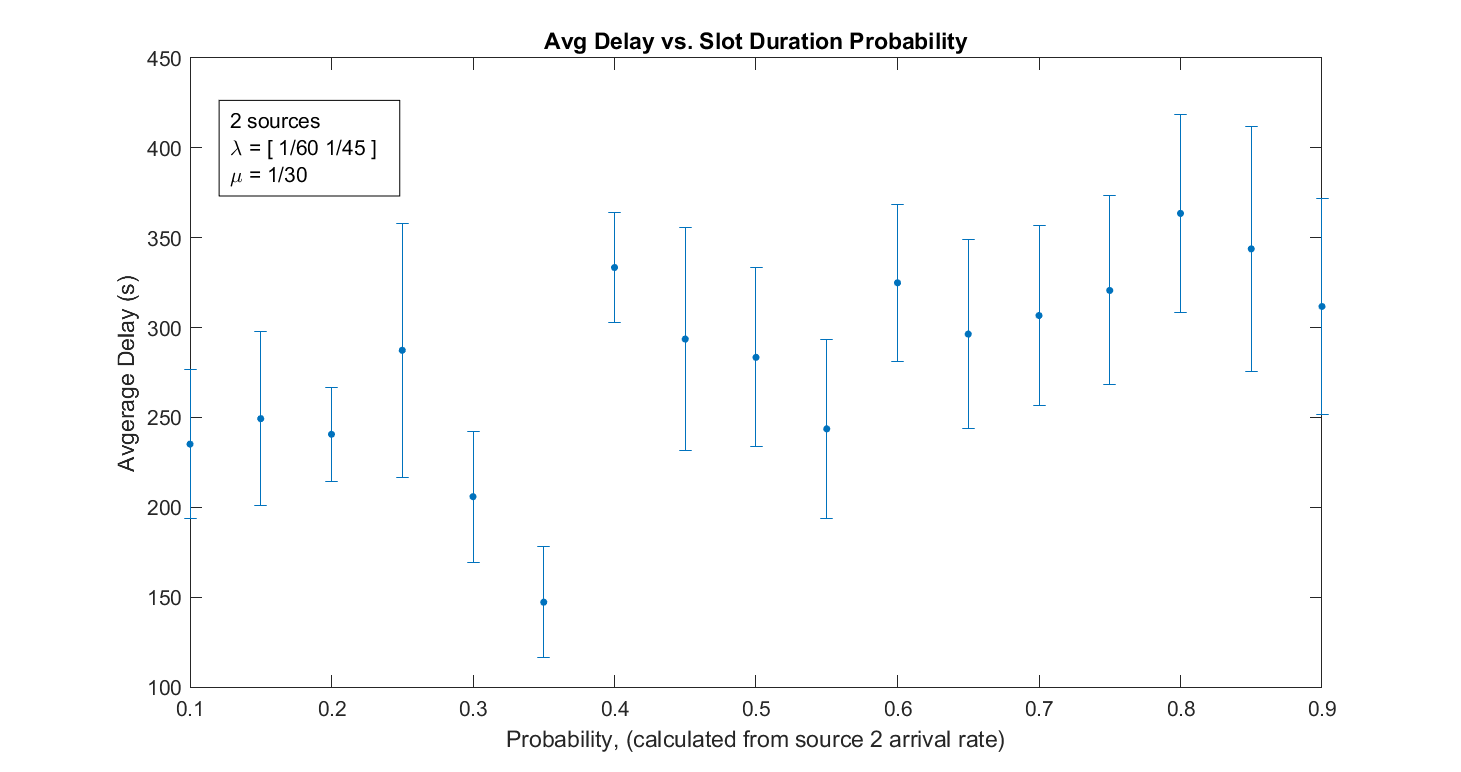 Avg Delay vs. Slot Duration Probability
450
400
350
300
250
200
150
100
2 sources
λ = [ 1/60 1/45 ]
μ = 1/30
Avgerage Delay (s)
0.1 0.2 0.3 0.4 0.5 0.6 0.7 0.8 0.9
Probability, (calculated from source 2 arrival rate)